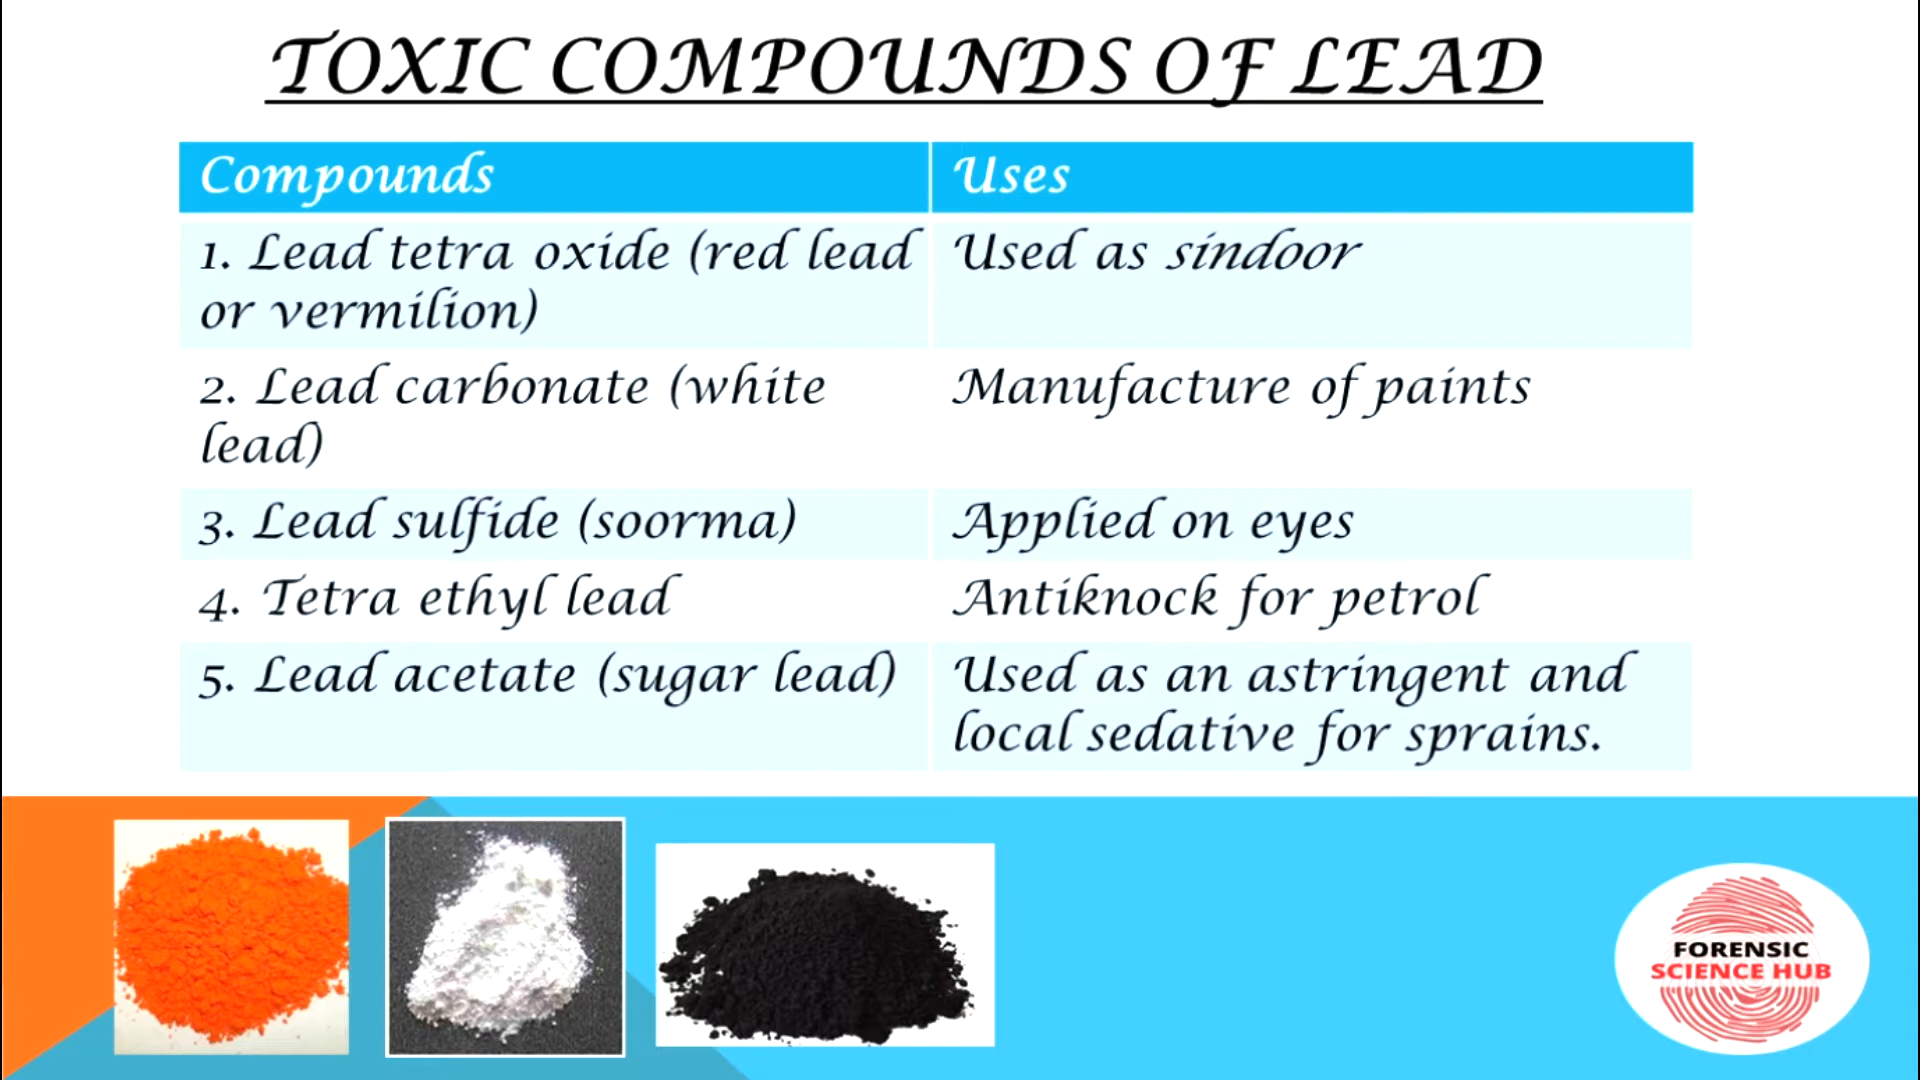 TOXIC COMPOUNDS OF LEAD
Compounds
Uses
1. Lead tetra oxide (red lead
or vermilion)
Used as sindoor
2. Lead carbonate (white
lead)
Manufacture of paints
3. Lead sulfide (soorma)
Applied on eyes
4. Tetra ethyl lead
Antiknock for petrol
5. Lead acetate (sugar lead)
Used as an astringent and
local sedative for sprains.
FORENSIC
SCIENCE HUB